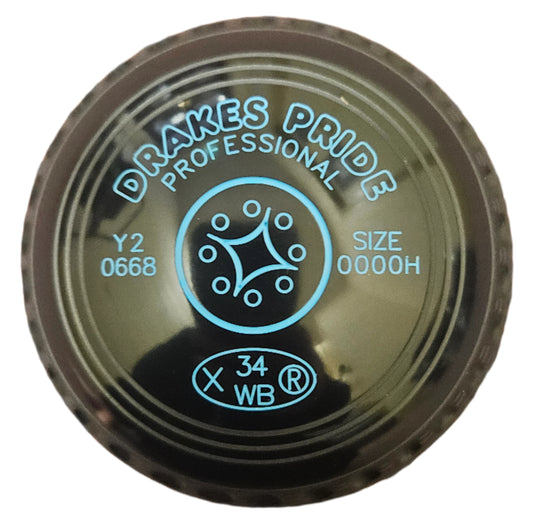 DRAKES PRIDE
PROFESSIONAL
Y2
0668
SIZE
0000H
X 34 ®
WB